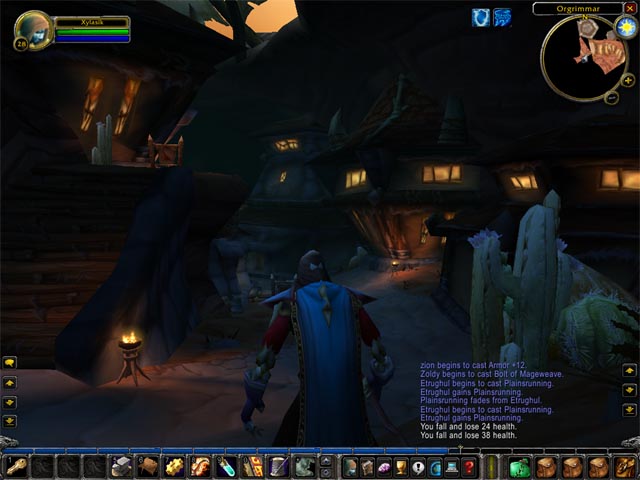 Xylasik
28
Orgrimmar
N
zion begins to cast Armor +12.
Zoldy begins to cast Bolt of Mageweave.
Etrughul begins to cast Plainsrunning.
Etrughul gains Plainsrunning.
Plainsrunning fades from Etrughul.
Etrughul begins to cast Plainsrunning.
Etrughul gains Plainsrunning.
You fall and lose 24 health.
You fall and lose 38 health.